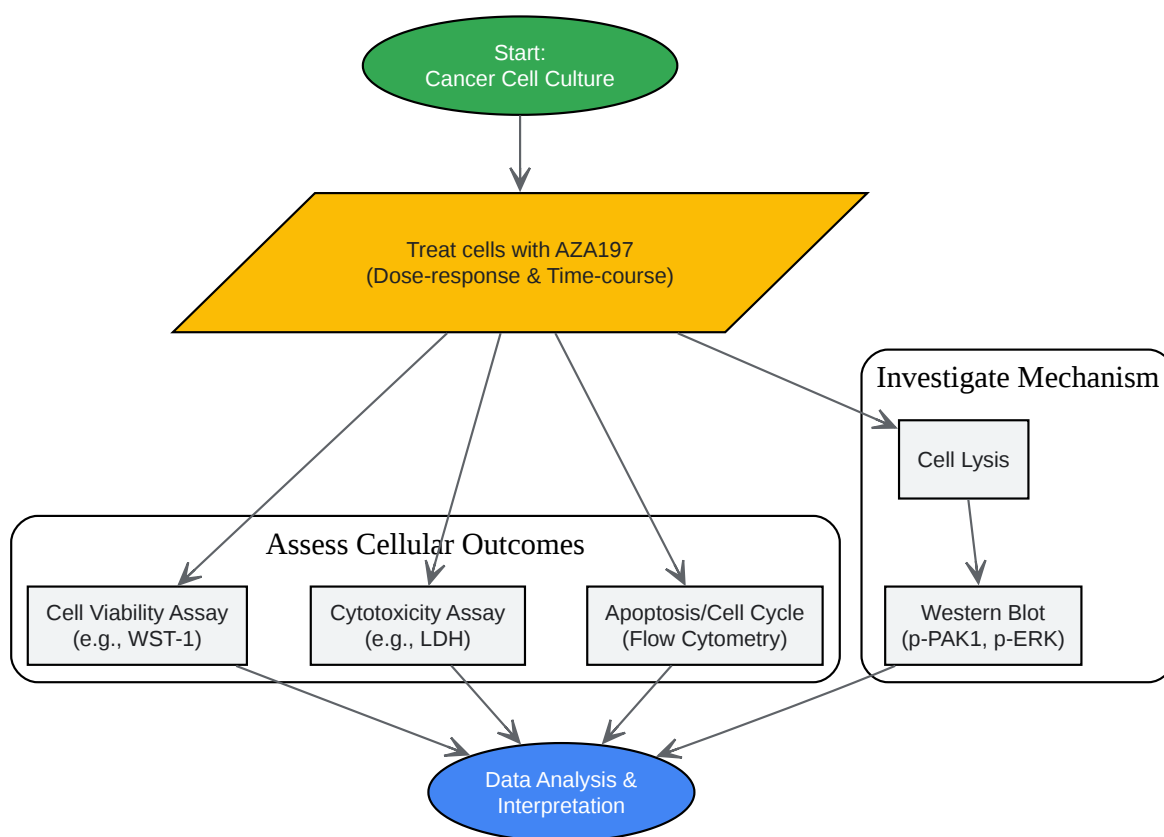 Start:
Cancer Cell Culture
Treat cells with AZA197
(Dose-response & Time-course)
Investigate Mechanism
Cell Lysis
Assess Cellular Outcomes
Cell Viability Assay
(e.g., WST-1)
Cytotoxicity Assay
(e.g., LDH)
Apoptosis/Cell Cycle
(Flow Cytometry)
Western Blot
(p-PAK1, p-ERK)
Data Analysis &
Interpretation